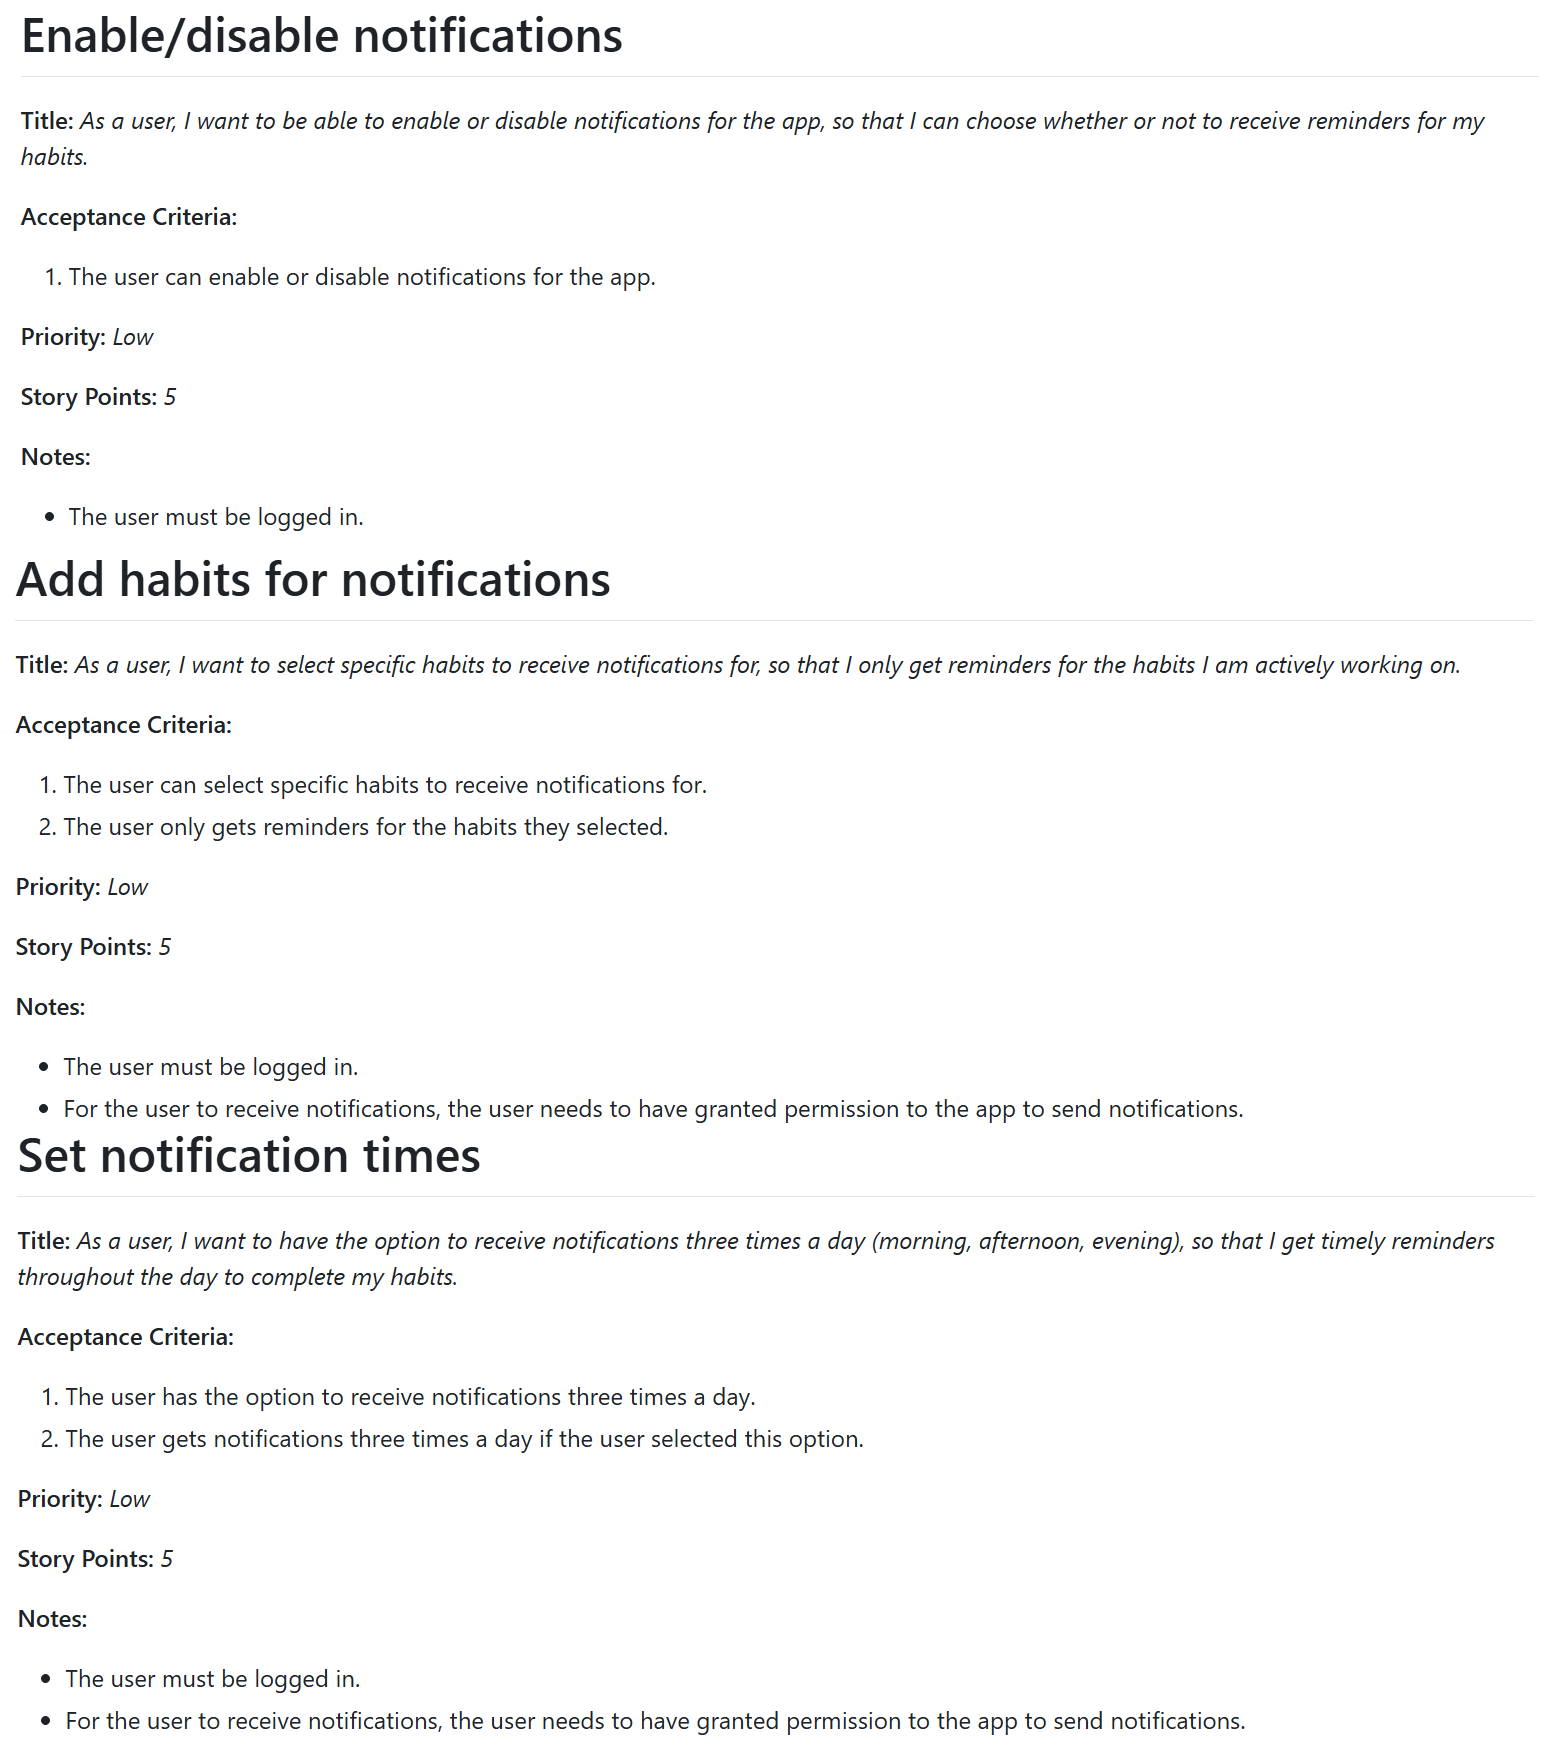 Enable/disable notifications
Title: As a user, I want to be able to enable or disable notifications for the app, so that I can choose whether or not to receive reminders for my
habits.
Acceptance Criteria:
1. The user can enable or disable notifications for the app.
Priority: Low
Story Points: 5
Notes:
• The user must be logged in.
Add habits for notifications
Title: As a user, I want to select specific habits to receive notifications for, so that I only get reminders for the habits I am actively working on.
Acceptance Criteria:
1. The user can select specific habits to receive notifications for.
2. The user only gets reminders for the habits they selected.
Priority: Low
Story Points: 5
Notes:
• The user must be logged in.
• For the user to receive notifications, the user needs to have granted permission to the app to send notifications.
Set notification times
Title: As a user, I want to have the option to receive notifications three times a day (morning, afternoon, evening), so that I get timely reminders
throughout the day to complete my habits.
Acceptance Criteria:
1. The user has the option to receive notifications three times a day.
2. The user gets notifications three times a day if the user selected this option.
Priority: Low
Story Points: 5
Notes:
• The user must be logged in.
• For the user to receive notifications, the user needs to have granted permission to the app to send notifications.